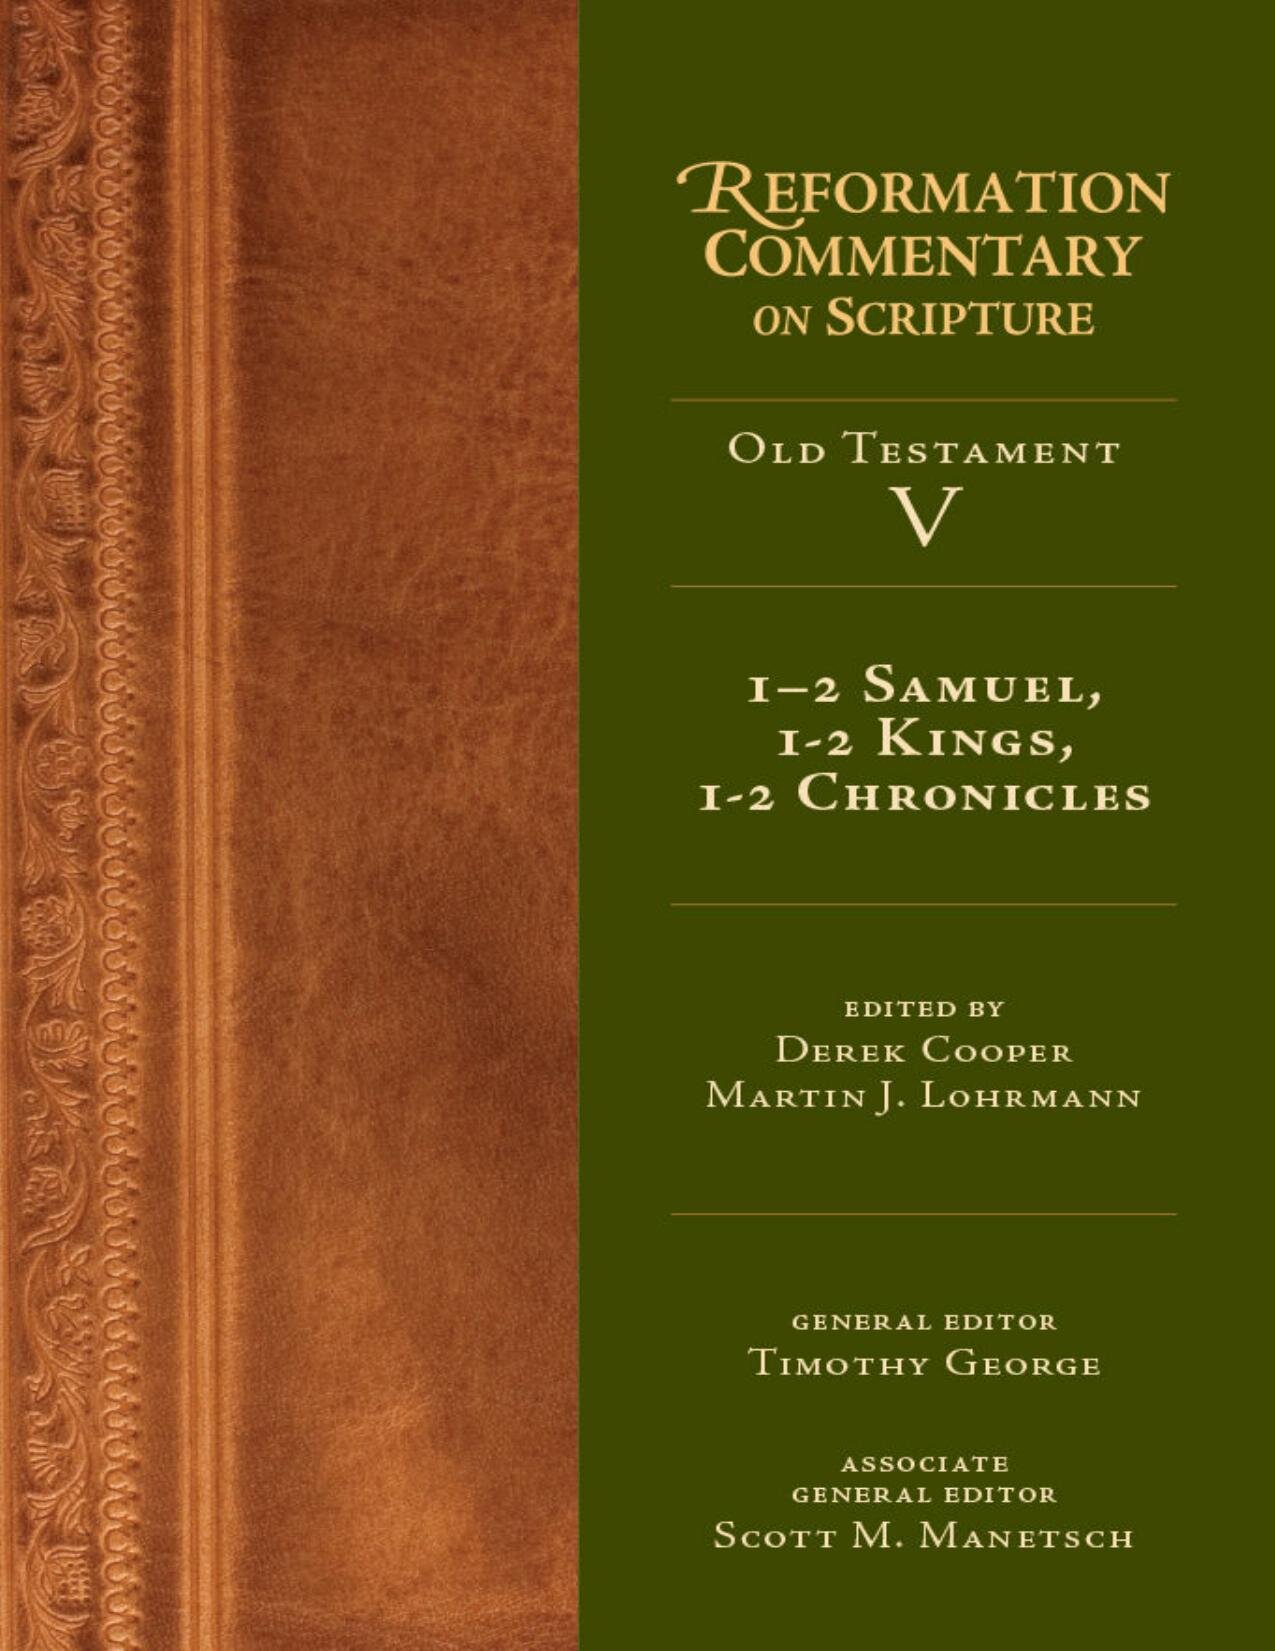 Reformation
Commentary
on Scripture
Old Testament
V
1–2 Samuel,
1-2 Kings,
1-2 Chronicles
edited by
Derek Cooper
Martin J. Lohrmann
general editor
Timothy George
associate
general editor
Scott M. Manetsch